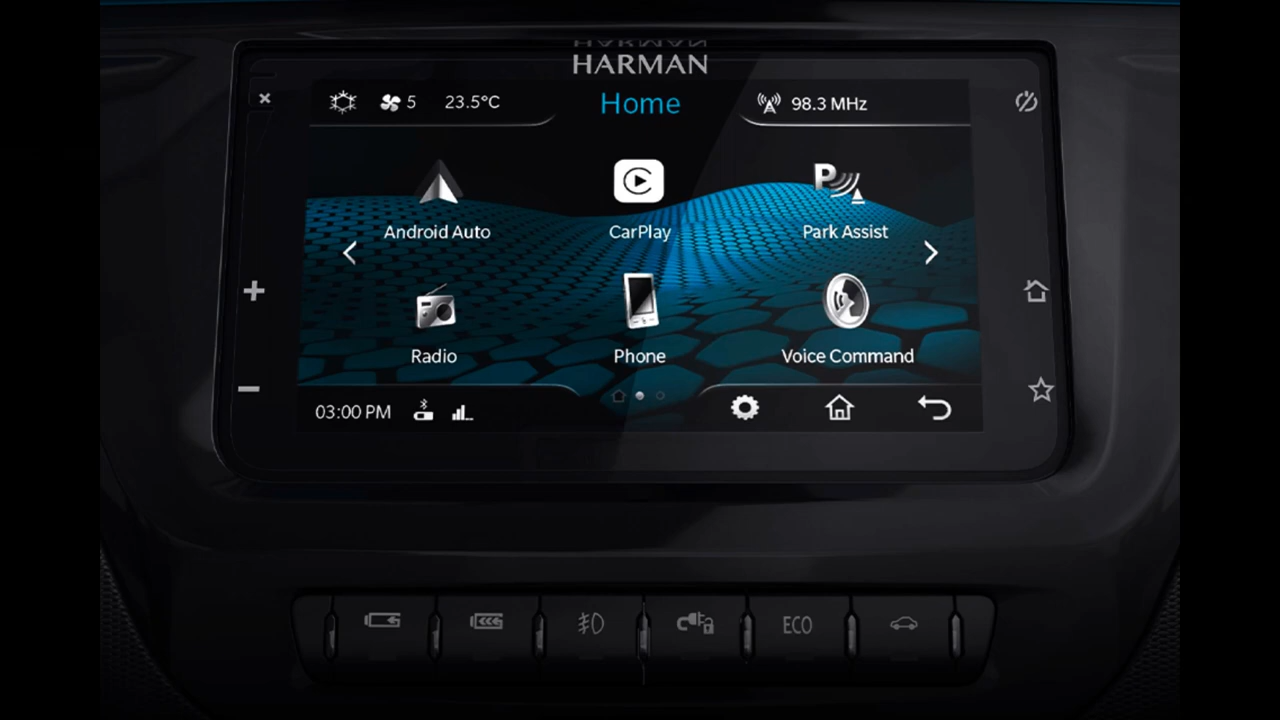 HARMAN
5 23.5°C Home 98.3 MHz
Android Auto CarPlay Park Assist
Radio Phone Voice Command
03:00 PM
ECO